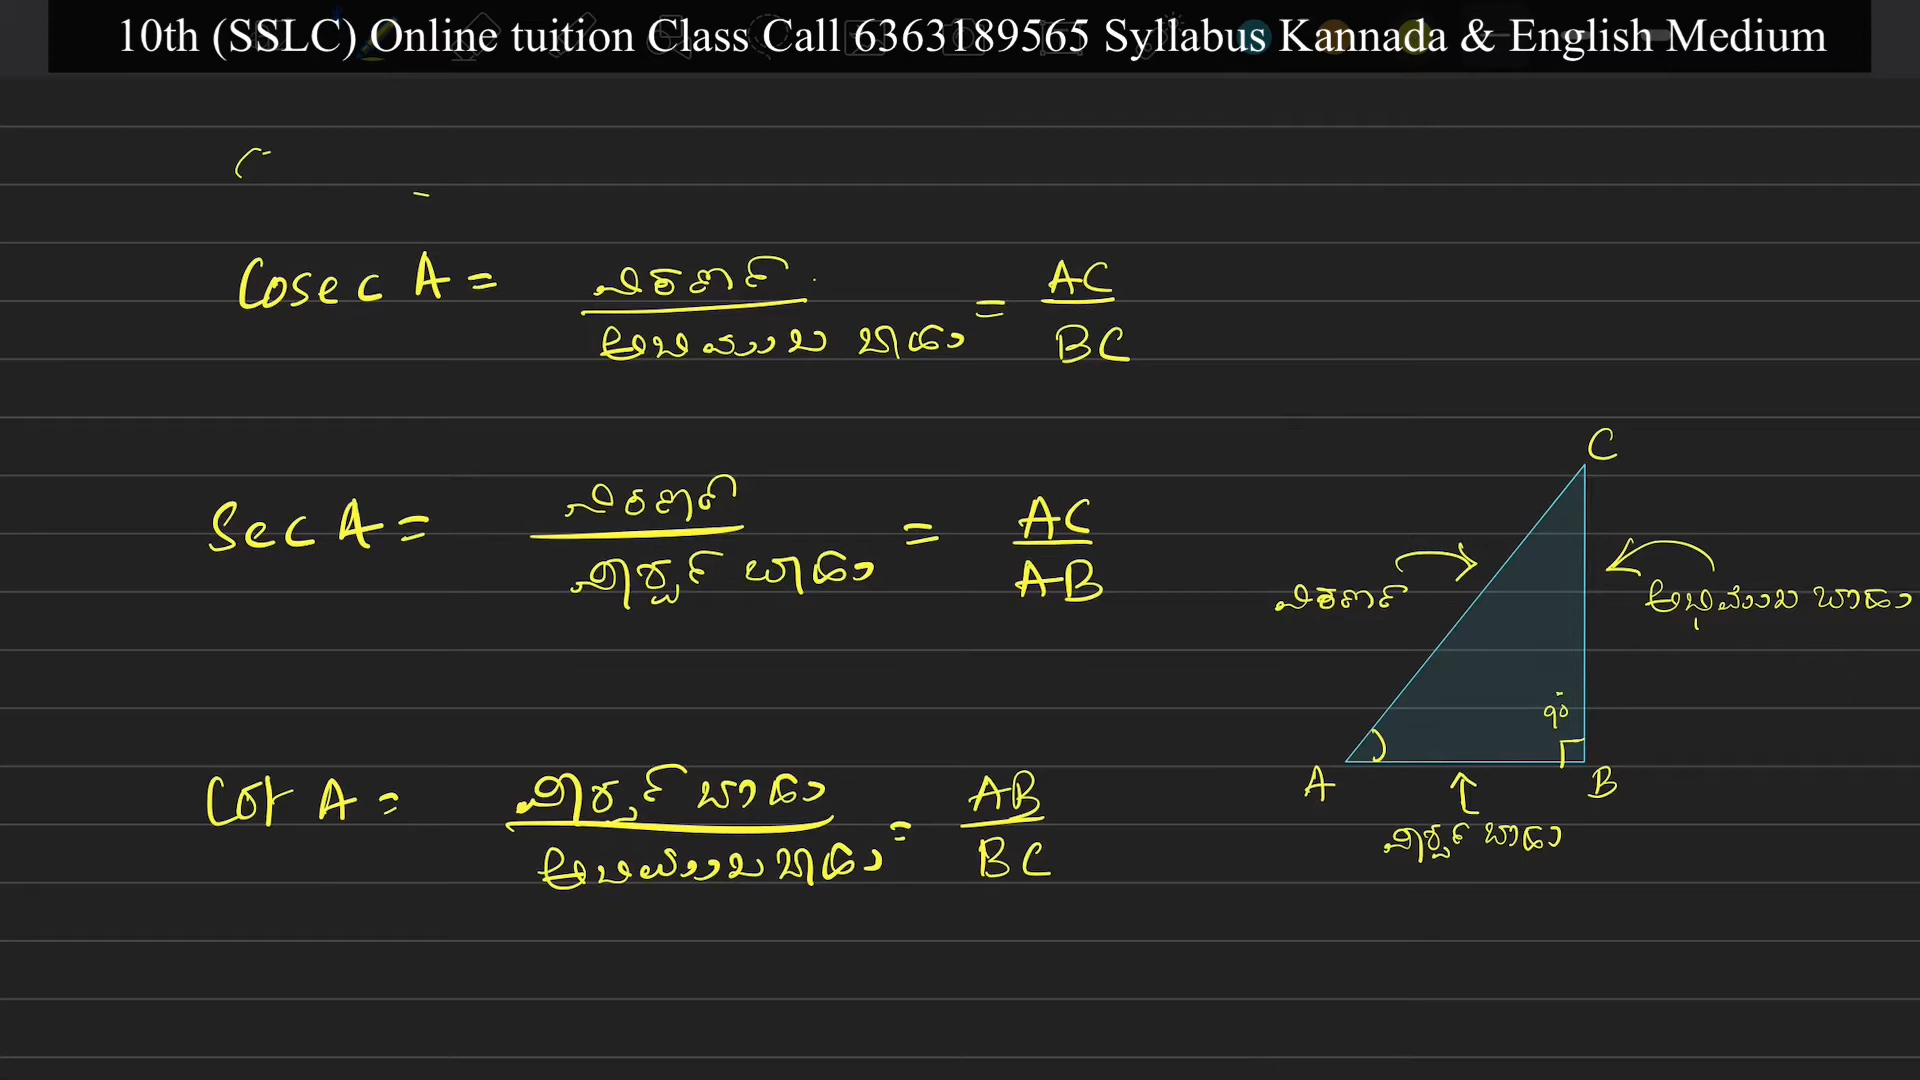 10th (SSLC) Online tuition Class Call 6363189565 Syllabus Kannada & English Medium
Cosec A = ವಿಕರ್ಣ / ಅಭಿಮುಖ ಬಾಹು = AC / BC
Sec A = ವಿಕರ್ಣ / ಪಾರ್ಶ್ವ ಬಾಹು = AC / AB
Cot A = ಪಾರ್ಶ್ವ ಬಾಹು / ಅಭಿಮುಖ ಬಾಹು = AB / BC
C
ವಿಕರ್ಣ
ಅಭಿಮುಖ ಬಾಹು
90°
A
B
ಪಾರ್ಶ್ವ ಬಾಹು